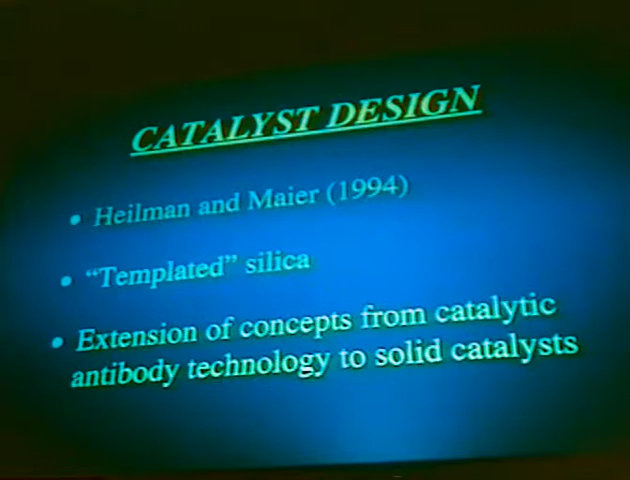 CATALYST DESIGN
• Heilman and Maier (1994)
• “Templated” silica
• Extension of concepts from catalytic
antibody technology to solid catalysts